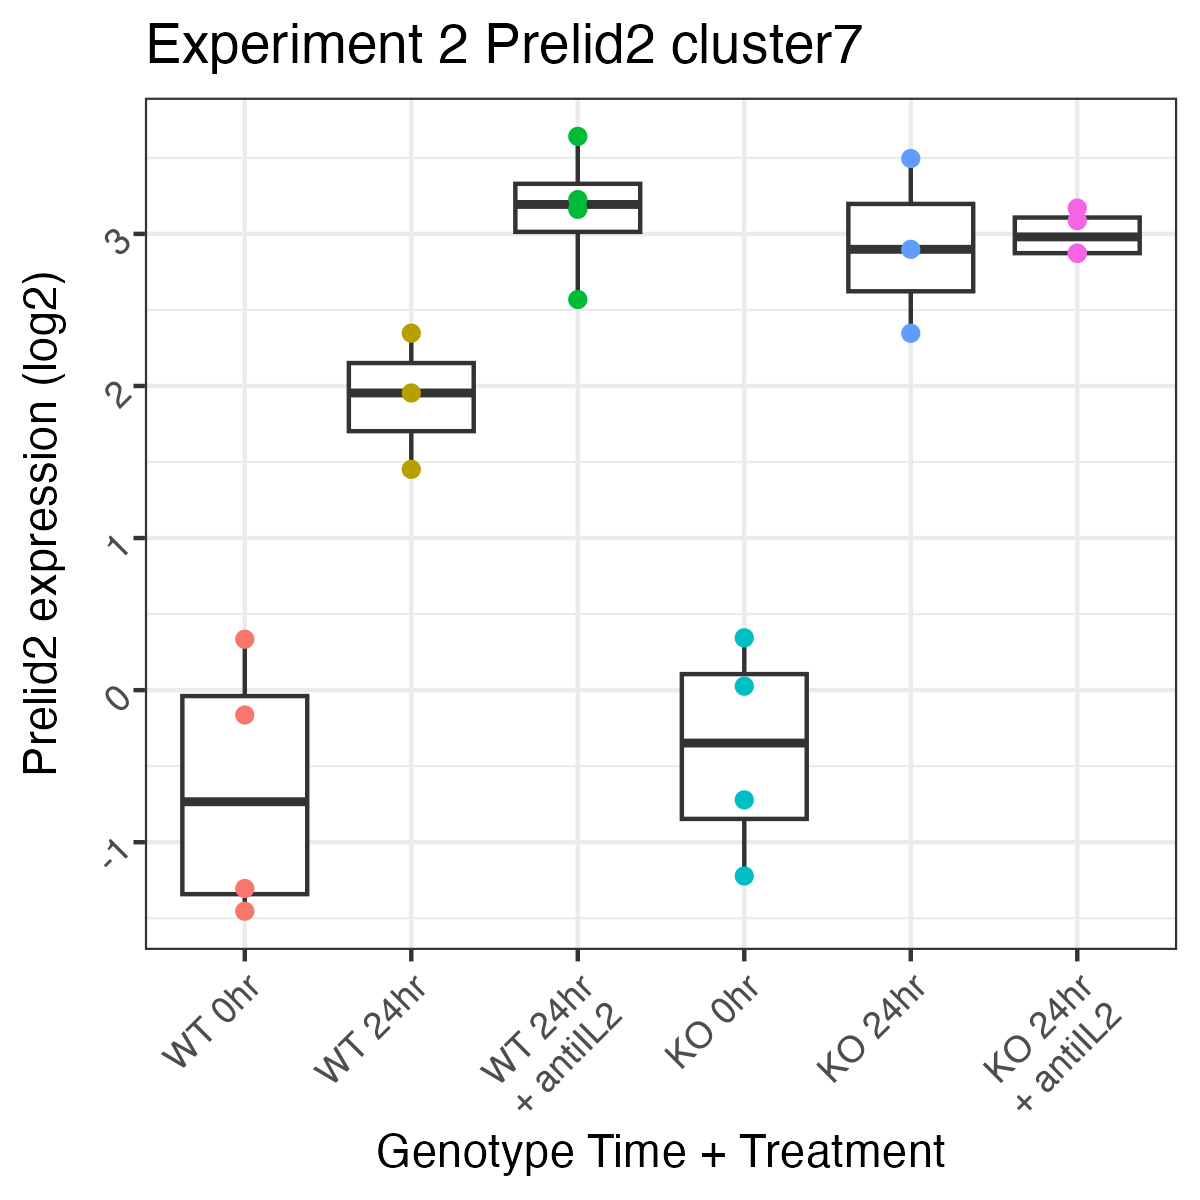 Experiment 2 Prelid2 cluster7
Prelid2 expression (log2)
3
2
1
0
-1
WT 0hr
WT 24hr
WT 24hr
+ antiIL2
KO 0hr
KO 24hr
KO 24hr
+ antiIL2
Genotype Time + Treatment